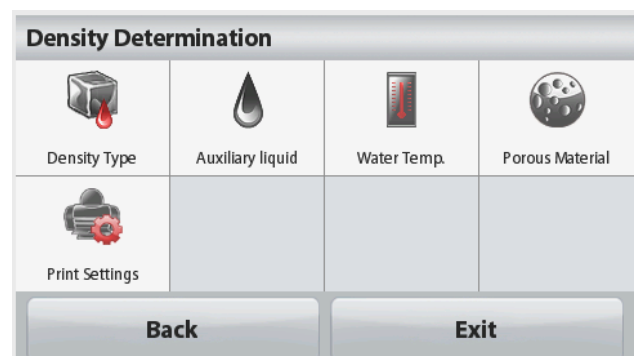 Density Determination
Density Type
Auxiliary liquid
Water Temp.
Porous Material
Print Settings
Back
Exit